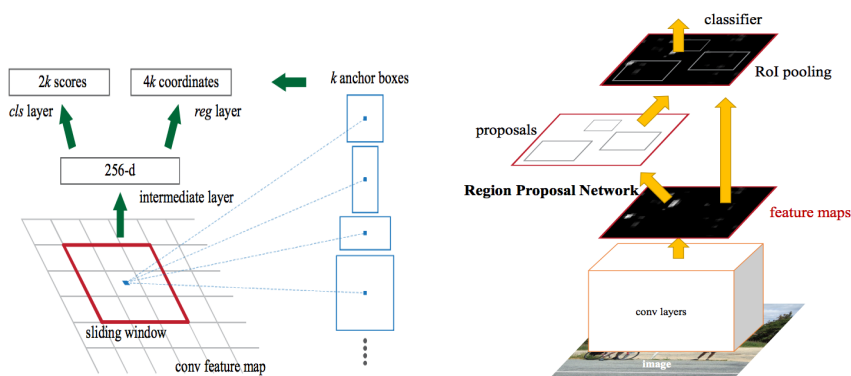 2k scores
4k coordinates
k anchor boxes
cls layer
reg layer
256-d
intermediate layer
sliding window
conv feature map
classifier
RoI pooling
proposals
Region Proposal Network
feature maps
conv layers
image